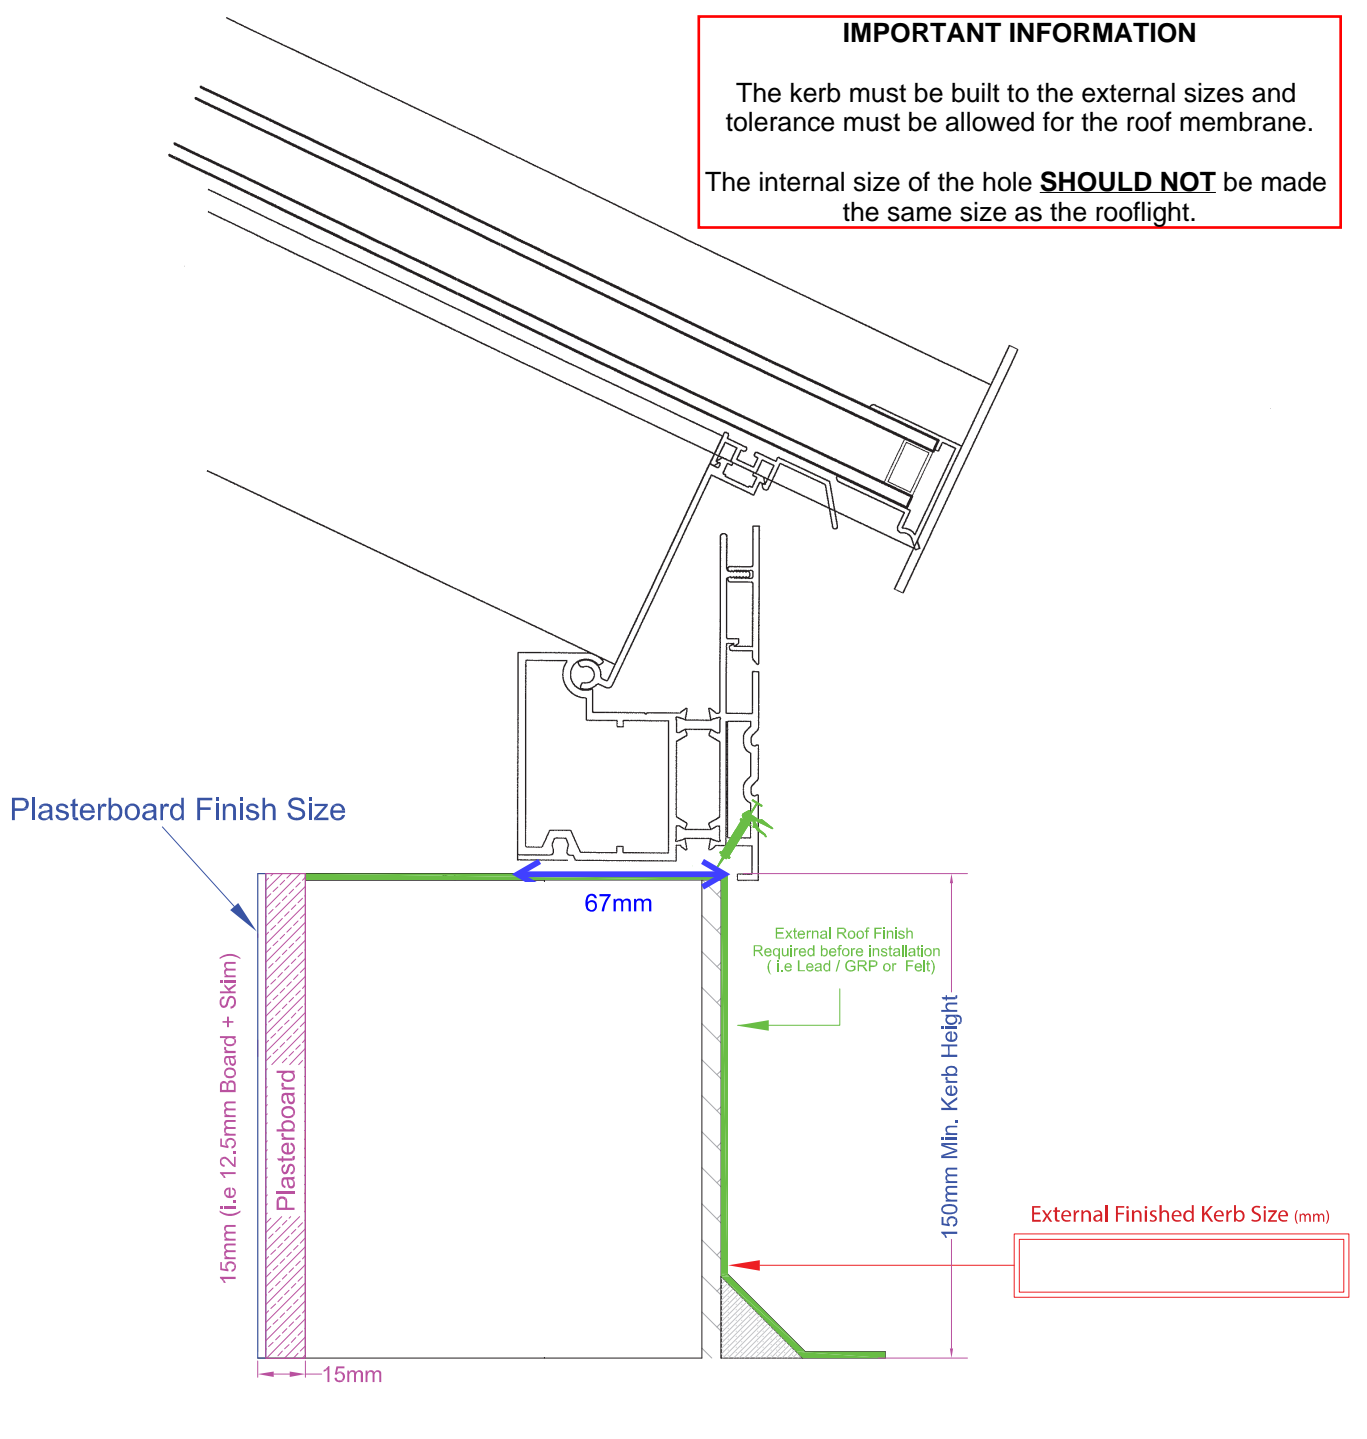 IMPORTANT INFORMATION
The kerb must be built to the external sizes and
tolerance must be allowed for the roof membrane.
The internal size of the hole SHOULD NOT be made
the same size as the rooflight.
Plasterboard Finish Size
67mm
External Roof Finish
Required before installation
( i.e Lead / GRP or Felt)
15mm (i.e 12.5mm Board + Skim)
Plasterboard
150mm Min. Kerb Height
External Finished Kerb Size (mm)
15mm